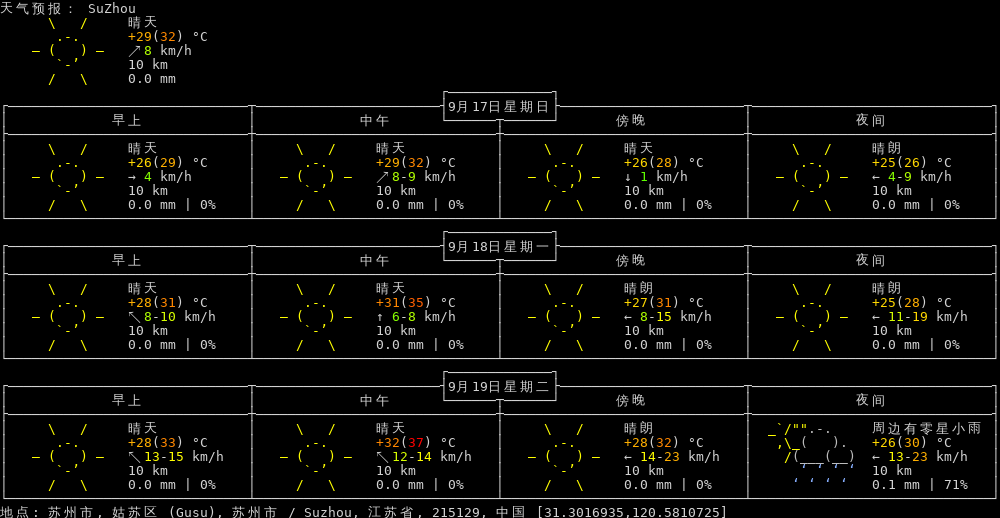 天气预报: SuZhou
晴天
+29(32) °C
↗8 km/h
10 km
0.0 mm
9月17日星期日
早上 中午 傍晚 夜间
晴天 晴天 晴天 晴朗
+26(29) °C +29(32) °C +26(28) °C +25(26) °C
→ 4 km/h ↗8-9 km/h ↓ 1 km/h ← 4-9 km/h
10 km 10 km 10 km 10 km
0.0 mm | 0% 0.0 mm | 0% 0.0 mm | 0% 0.0 mm | 0%
9月18日星期一
早上 中午 傍晚 夜间
晴天 晴天 晴朗 晴朗
+28(31) °C +31(35) °C +27(31) °C +25(28) °C
↖8-10 km/h ↑ 6-8 km/h ← 8-15 km/h ← 11-19 km/h
10 km 10 km 10 km 10 km
0.0 mm | 0% 0.0 mm | 0% 0.0 mm | 0% 0.0 mm | 0%
9月19日星期二
早上 中午 傍晚 夜间
晴天 晴天 晴朗 周边有零星小雨
+28(33) °C +32(37) °C +28(32) °C +26(30) °C
↖13-15 km/h ↖12-14 km/h ← 14-23 km/h ← 13-23 km/h
10 km 10 km 10 km 10 km
0.0 mm | 0% 0.0 mm | 0% 0.0 mm | 0% 0.1 mm | 71%
地点: 苏州市, 姑苏区 (Gusu), 苏州市 / Suzhou, 江苏省, 215129, 中国 [31.3016935,120.5810725]